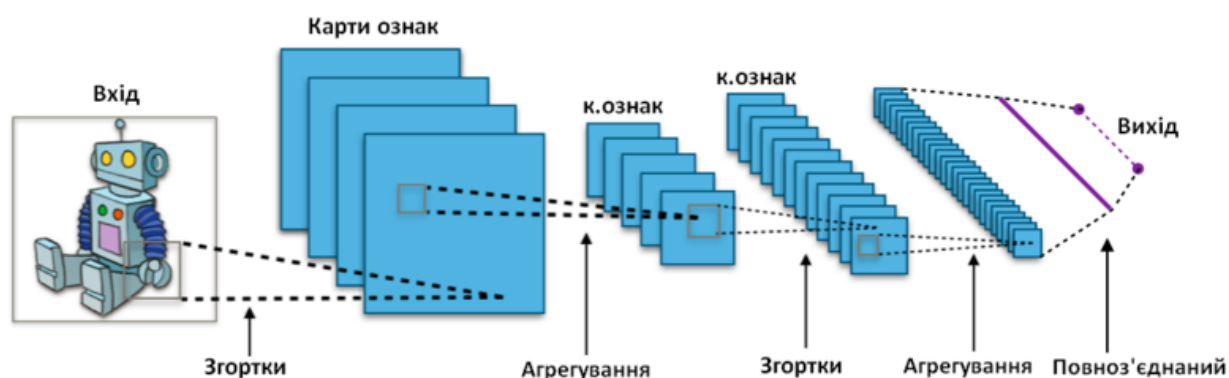 Карти ознак
Вхід
к.ознак
к.ознак
Вихід
Згортки
Агрегування
Згортки
Агрегування
Повноз'єднаний